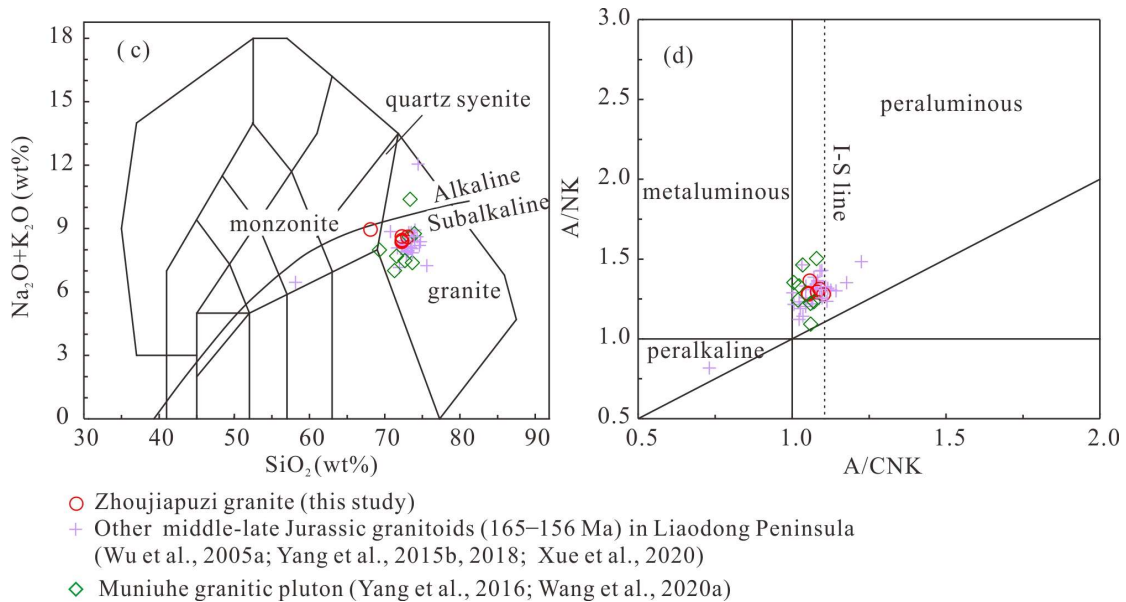 (c)
18
15
12
9
6
3
0
Na₂O+K₂O (wt%)
quartz syenite
Alkaline
Subalkaline
monzonite
granite
30 40 50 60 70 80 90
SiO₂(wt%)
(d)
3.0
2.5
2.0
1.5
1.0
0.5
A/NK
peraluminous
metaluminous
I-S line
peralkaline
0.5 1.0 1.5 2.0
A/CNK
Zhoujiapuzi granite (this study)
Other middle-late Jurassic granitoids (165–156 Ma) in Liaodong Peninsula
(Wu et al., 2005a; Yang et al., 2015b, 2018; Xue et al., 2020)
Muniuhe granitic pluton (Yang et al., 2016; Wang et al., 2020a)